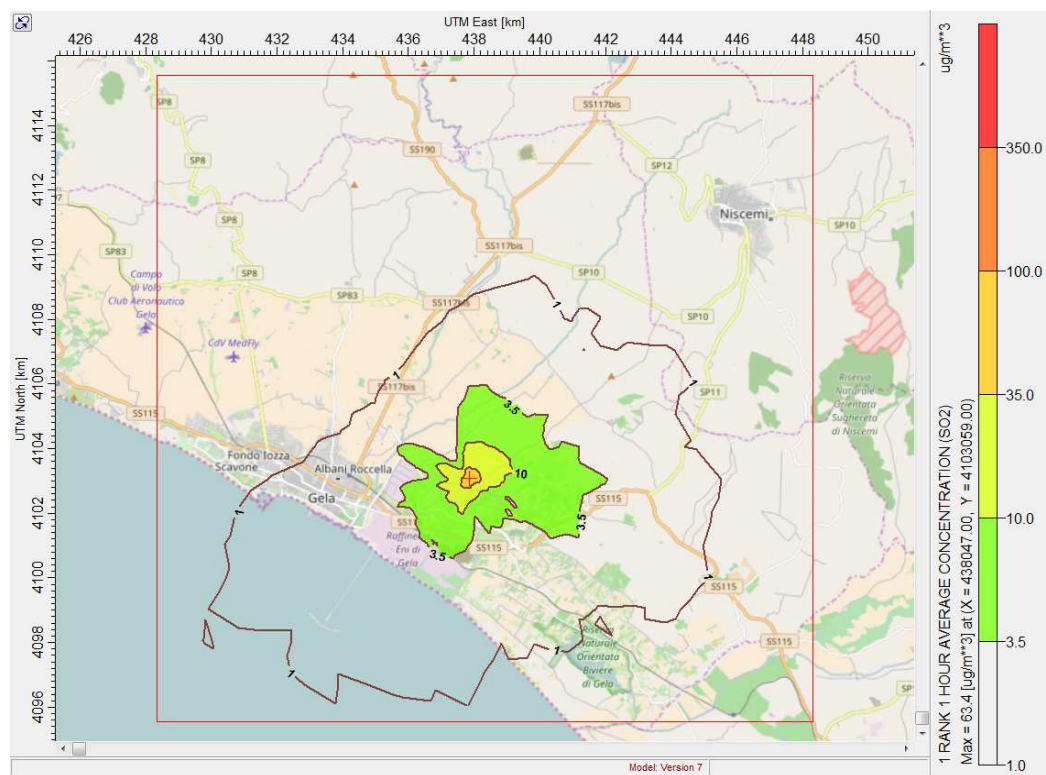 UTM East [km]
426 428 430 432 434 436 438 440 442 444 446 448 450
UTM North [km]
4114
4112
4110
4108
4106
4104
4102
4100
4098
4096
SP8
SS117bis
SS190
SP12
SP8
Niscemi
SP8
SP10
SP83
SS117bis
SP8
SP10
Campo
di Volo
Club Aeronautico
Gela
SP83
SS117bis
SP10
1
CdV MedFly
1
SS117bis
1
SP11
Riserva
Naturale
Orientata
Sughereta
di Niscemi
SS115
3.5
Fondo Iozza
Scavone
Albani Roccella
10
Gela
SS115
1
3.5
Eni di
Gela
3.5
SS115
1
SS115
Riserva
Naturale
Orientata
Biviere
di Gela
SS115
1
1
Model: Version 7
1 RANK 1 HOUR AVERAGE CONCENTRATION (SO2)
ug/m**3
Max = 63.4 [ug/m**3] at (X = 438047.00, Y = 4103059.00)
350.0
100.0
35.0
10.0
3.5
1.0